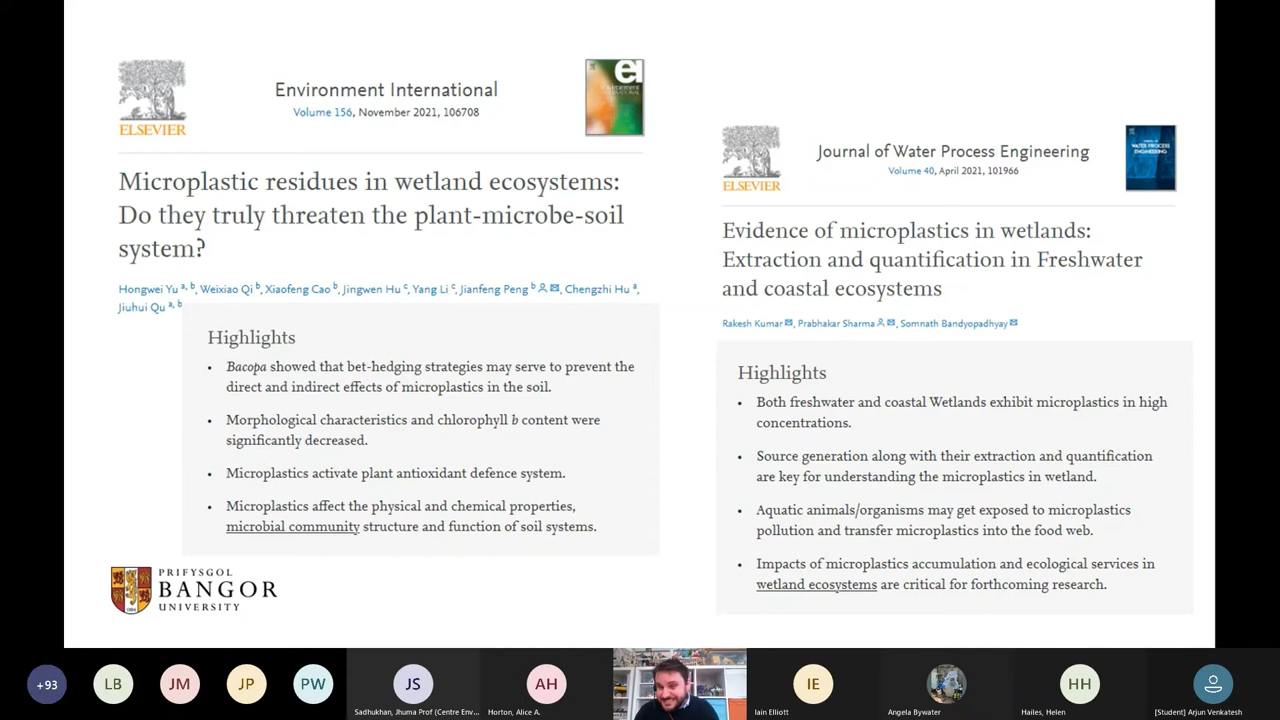 ELSEVIER
Environment International
Volume 156, November 2021, 106708
ei
Microplastic residues in wetland ecosystems:
Do they truly threaten the plant-microbe-soil
system?
Hongwei Yu a, b, Weixiao Qi b, Xiaofeng Cao b, Jingwen Hu c, Yang Li c, Jianfeng Peng b, Chengzhi Hu a,
Jiuhui Qu a, b
Highlights
• Bacopa showed that bet-hedging strategies may serve to prevent the
direct and indirect effects of microplastics in the soil.
• Morphological characteristics and chlorophyll b content were
significantly decreased.
• Microplastics activate plant antioxidant defence system.
• Microplastics affect the physical and chemical properties,
microbial community structure and function of soil systems.
PRIFYSGOL
BANGOR
UNIVERSITY
ELSEVIER
Journal of Water Process Engineering
Volume 40, April 2021, 101966
WATER PROCESS
ENGINEERING
Evidence of microplastics in wetlands:
Extraction and quantification in Freshwater
and coastal ecosystems
Rakesh Kumar, Prabhakar Sharma, Somnath Bandyopadhyay
Highlights
• Both freshwater and coastal Wetlands exhibit microplastics in high
concentrations.
• Source generation along with their extraction and quantification
are key for understanding the microplastics in wetland.
• Aquatic animals/organisms may get exposed to microplastics
pollution and transfer microplastics into the food web.
• Impacts of microplastics accumulation and ecological services in
wetland ecosystems are critical for forthcoming research.
+93
LB
JM
JP
PW
JS
Sadhukhan, Jhuma Prof (Centre Env...
AH
Horton, Alice A.
IE
Iain Elliott
Angela Bywater
HH
Hailes, Helen
[Student] Arjun Venkatesh